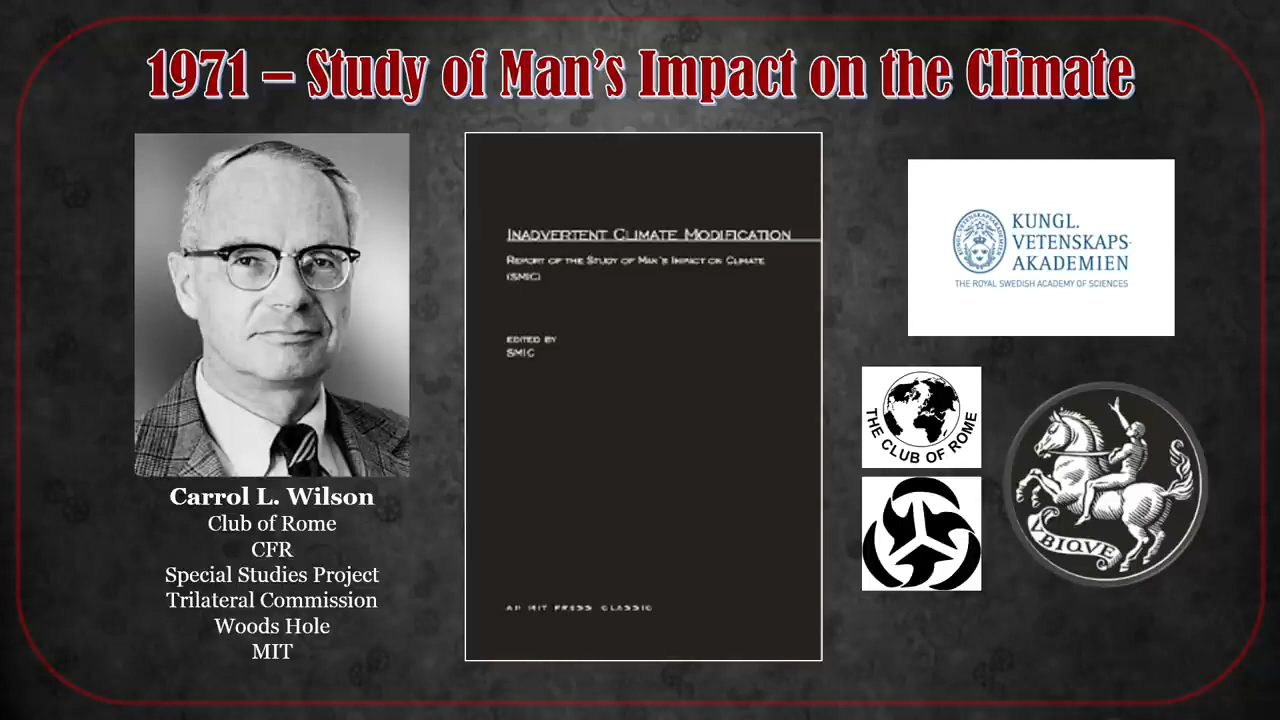 1971 – Study of Man's Impact on the Climate
Carrol L. Wilson
Club of Rome
CFR
Special Studies Project
Trilateral Commission
Woods Hole
MIT
INADVERTENT CLIMATE MODIFICATION
REPORT OF THE STUDY OF MAN'S IMPACT ON CLIMATE
(SMIC)
EDITED BY
SMIC
AN MIT PRESS CLASSIC
KUNGL.
VETENSKAPS-
AKADEMIEN
THE ROYAL SWEDISH ACADEMY OF SCIENCES
THE CLUB OF ROME
VBIQVE